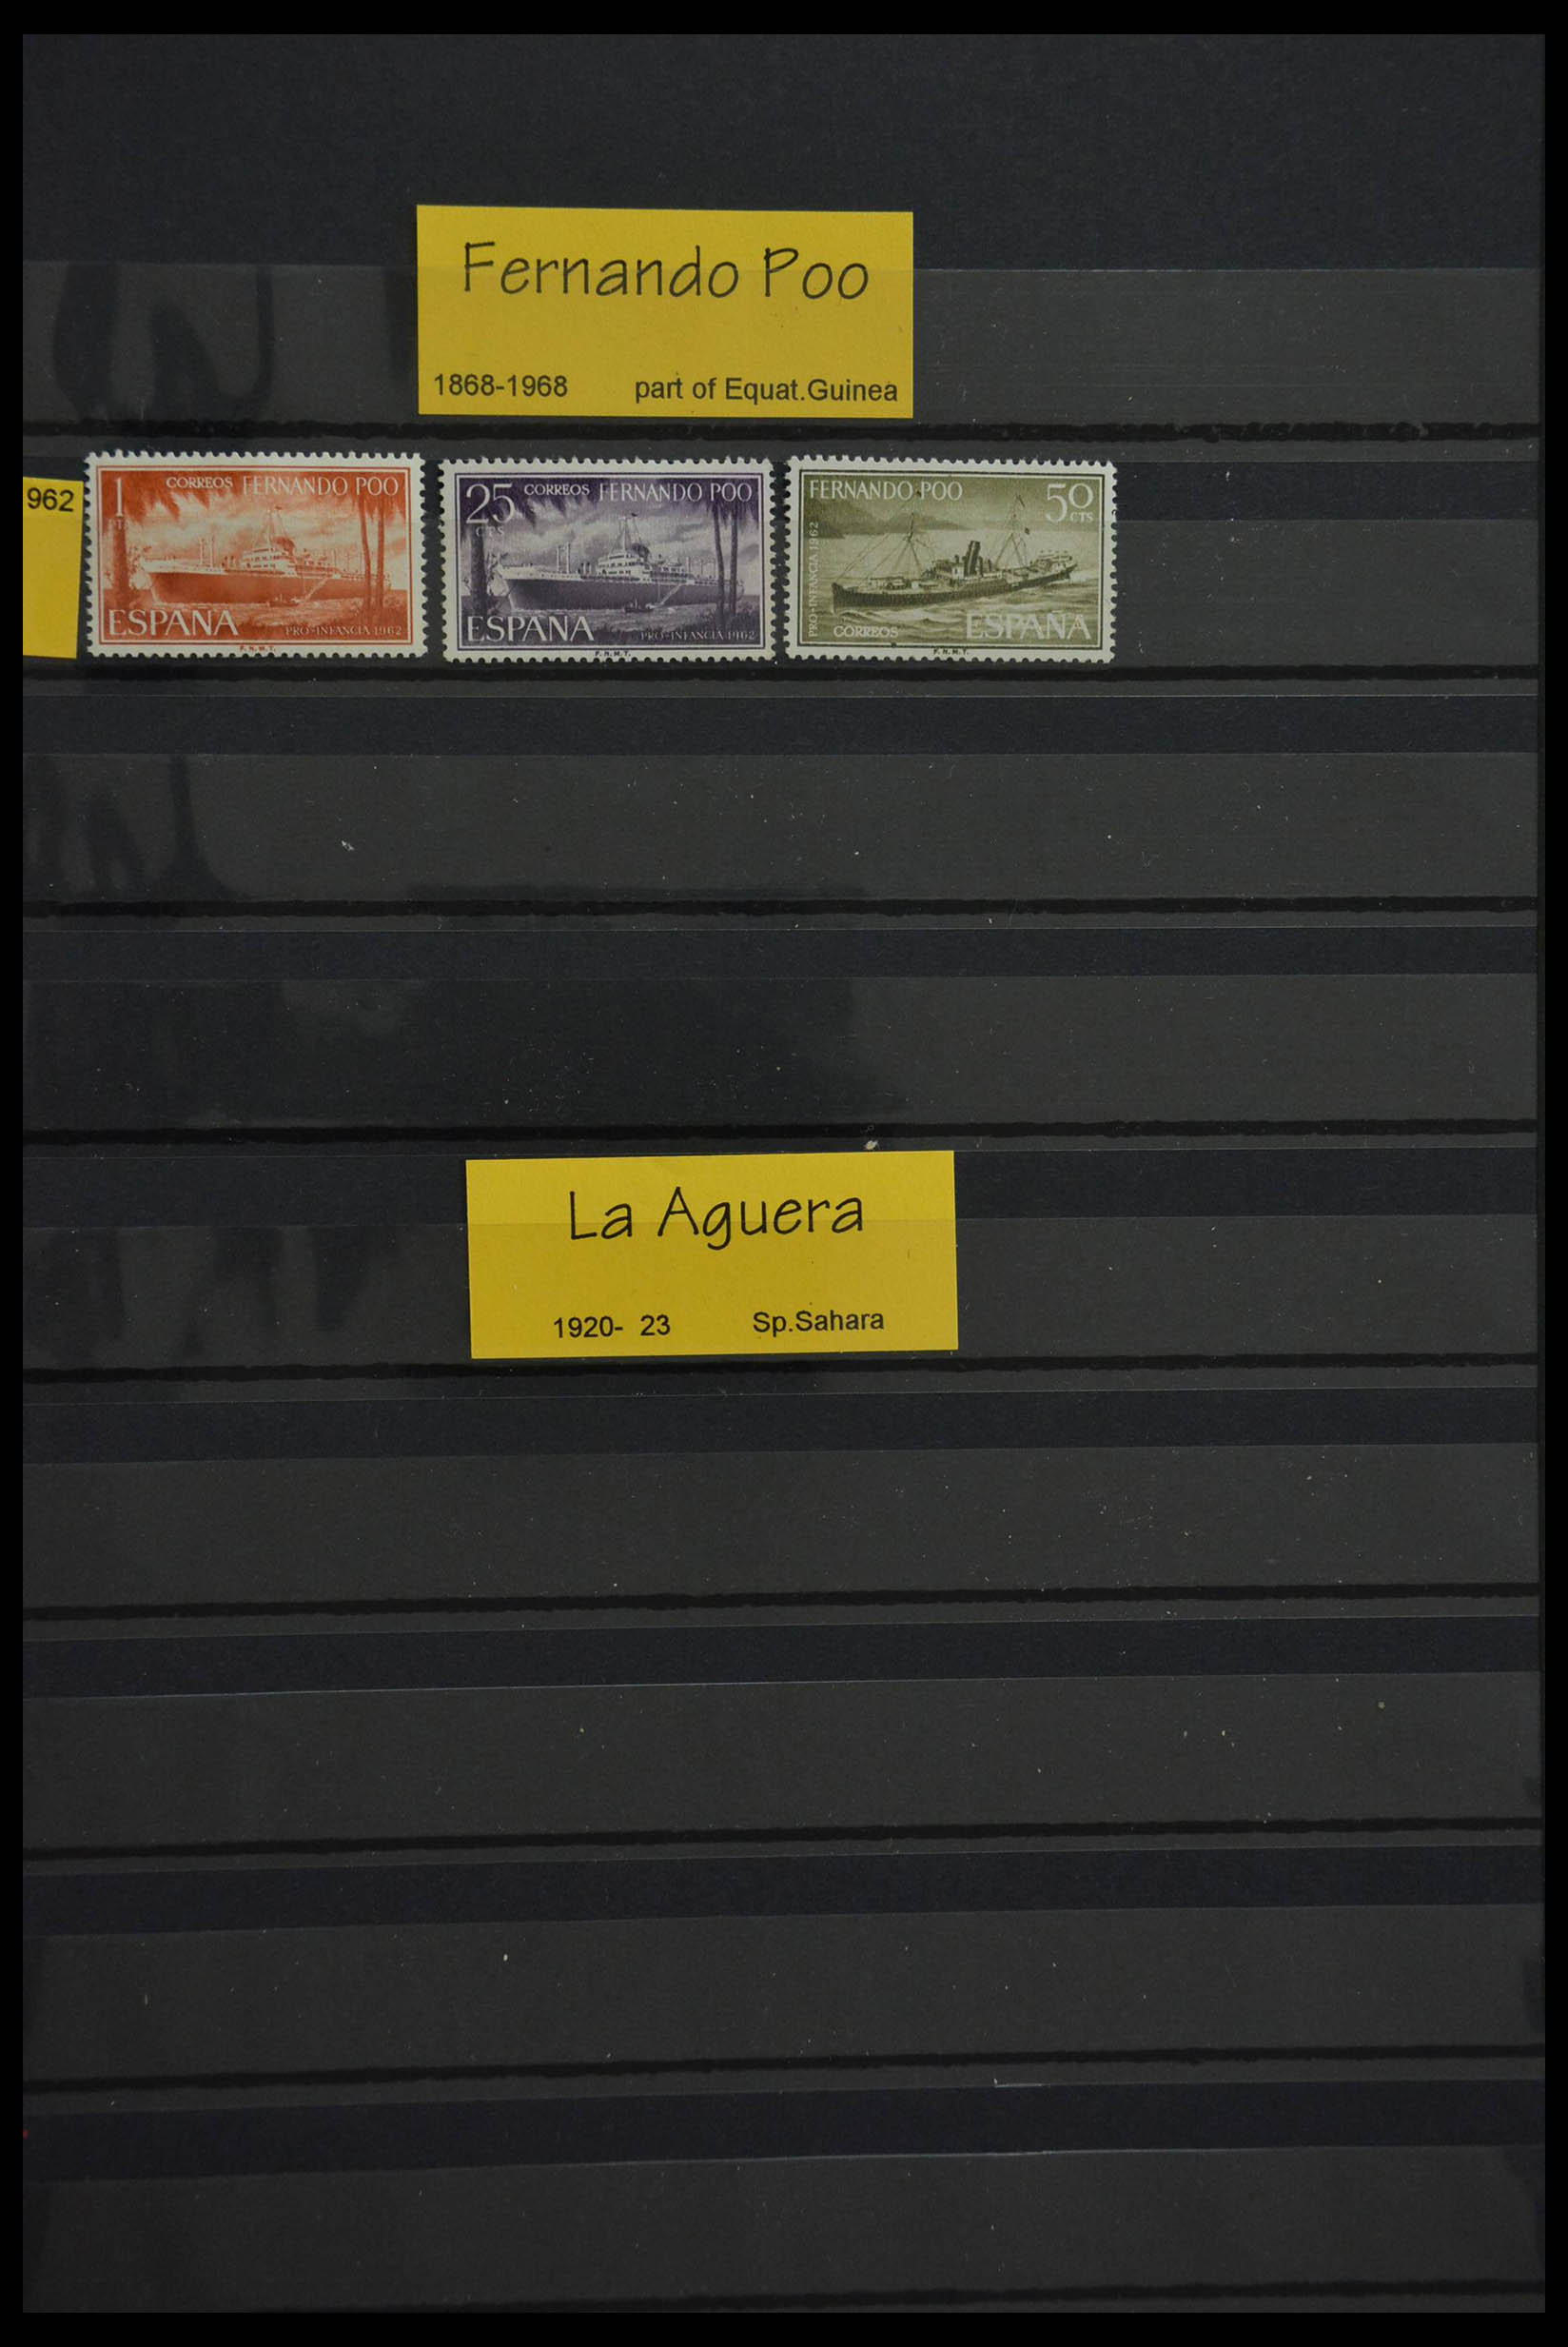 Fernando Poo
1868-1968 part of Equat.Guinea
962
1 CORREOS FERNANDO POO
PTA
ESPAÑA PRO-INFANCIA 1962
F.N.M.T.
25 CORREOS FERNANDO POO
CTS
ESPAÑA PRO-INFANCIA 1962
F.N.M.T.
FERNANDO POO 50
CTS
PRO-INFANCIA 1962
CORREOS ESPAÑA
F.N.M.T.
La Aguera
1920- 23 Sp.Sahara